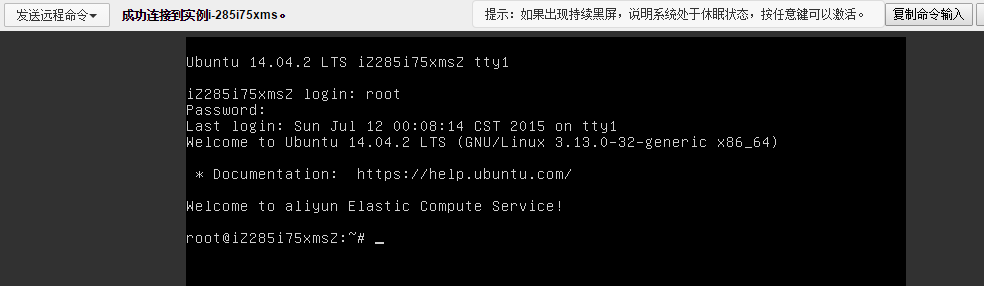 发送远程命令 成功连接到实例i-285i75xms。 提示：如果出现持续黑屏，说明系统处于休眠状态，按任意键可以激活。 复制命令输入
Ubuntu 14.04.2 LTS iZ285i75xmsZ tty1
iZ285i75xmsZ login: root
Password:
Last login: Sun Jul 12 00:08:14 CST 2015 on tty1
Welcome to Ubuntu 14.04.2 LTS (GNU/Linux 3.13.0-32-generic x86_64)
* Documentation:  https://help.ubuntu.com/
Welcome to aliyun Elastic Compute Service!
root@iZ285i75xmsZ:~# _